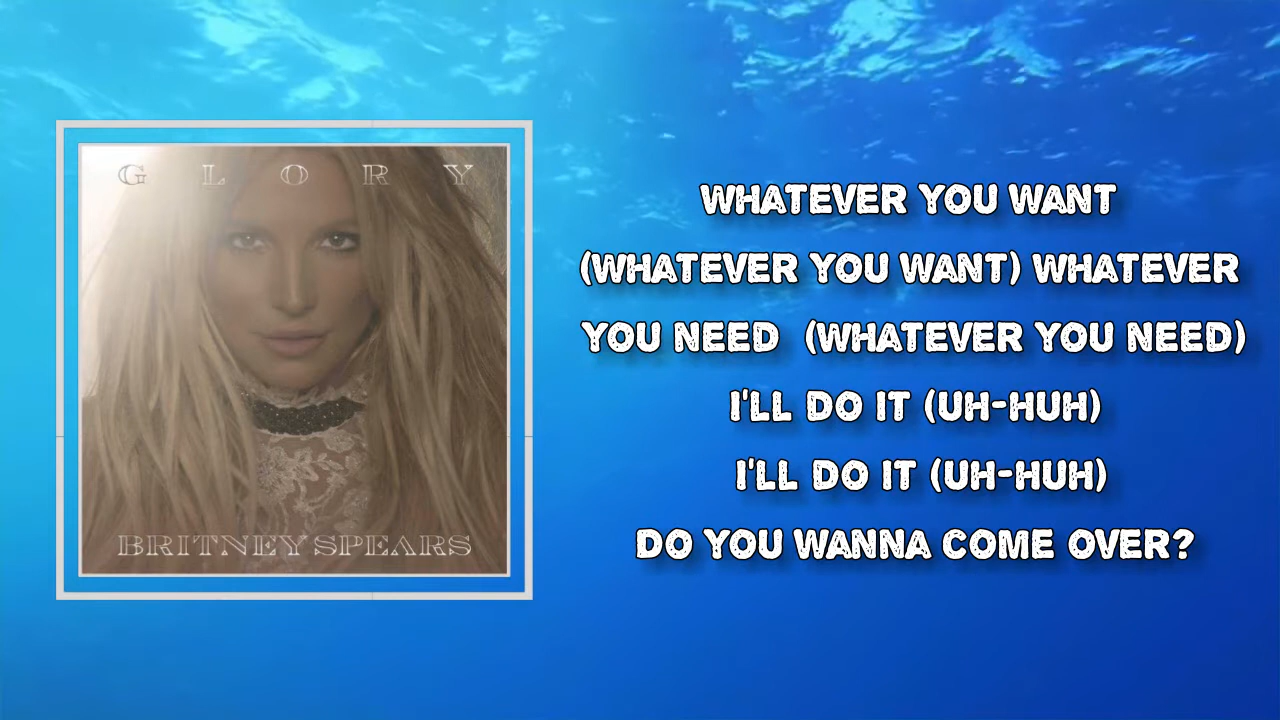 GLORY
BRITNEY SPEARS
WHATEVER YOU WANT
(WHATEVER YOU WANT) WHATEVER
YOU NEED (WHATEVER YOU NEED)
I'LL DO IT (UH-HUH)
I'LL DO IT (UH-HUH)
DO YOU WANNA COME OVER?